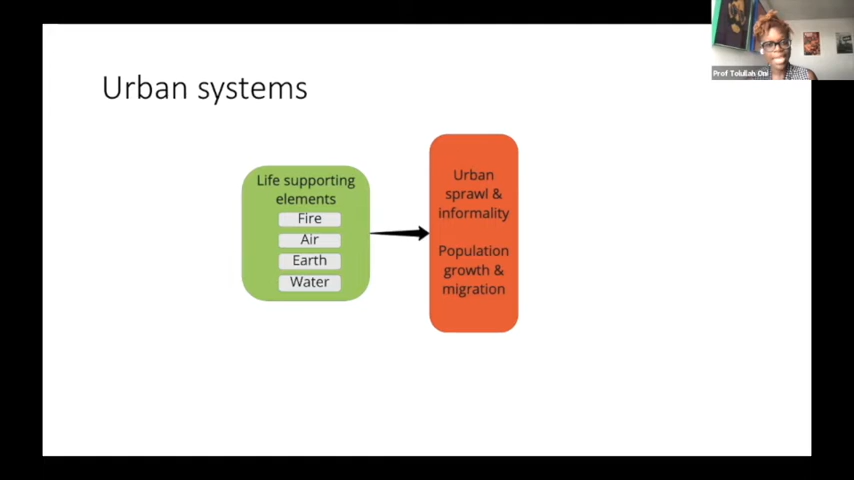 Prof Tolullah Oni
Urban systems
Life supporting
elements
Fire
Air
Earth
Water
Urban
sprawl &
informality
Population
growth &
migration